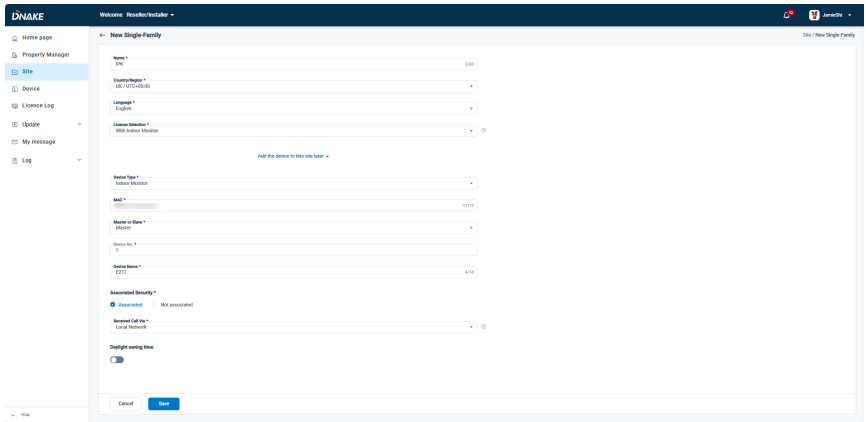 DNAKE
Welcome Reseller/Installer
JamieShi
Home page
Property Manager
Site
Device
Licence Log
Update
My message
Log
Hide
← New Single-Family
Site / New Single-Family
Name *
IPK
3/20
Country/Region *
UK / UTC+00:00
Language *
English
License Selection *
With Indoor Monitor
Add the device to this site later
Device Type *
Indoor Monitor
MAC *
17/17
Master or Slave *
Master
Device No. *
Device Name *
E217
4/16
Associated Security *
Associated
Not associated
Received Call Via *
Local Network
Daylight saving time
Cancel
Save